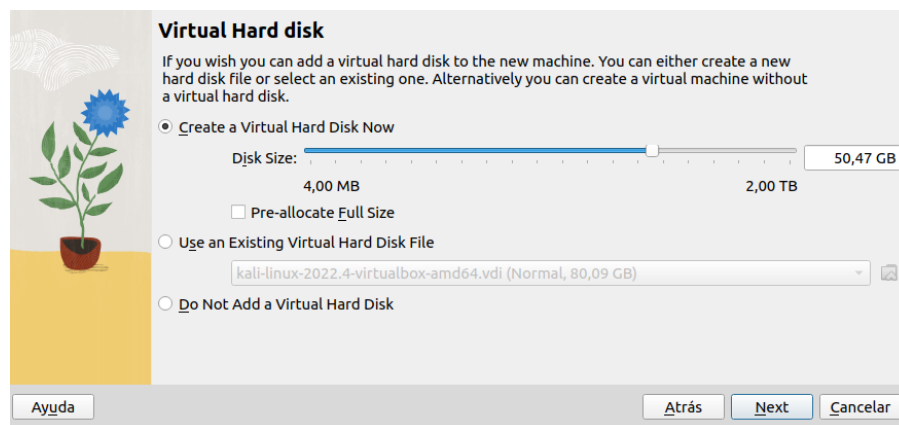 Virtual Hard disk
If you wish you can add a virtual hard disk to the new machine. You can either create a new
hard disk file or select an existing one. Alternatively you can create a virtual machine without
a virtual hard disk.
Create a Virtual Hard Disk Now
Disk Size: 50,47 GB
4,00 MB 2,00 TB
Pre-allocate Full Size
Use an Existing Virtual Hard Disk File
kali-linux-2022.4-virtualbox-amd64.vdi (Normal, 80,09 GB)
Do Not Add a Virtual Hard Disk
Ayuda Atrás Next Cancelar